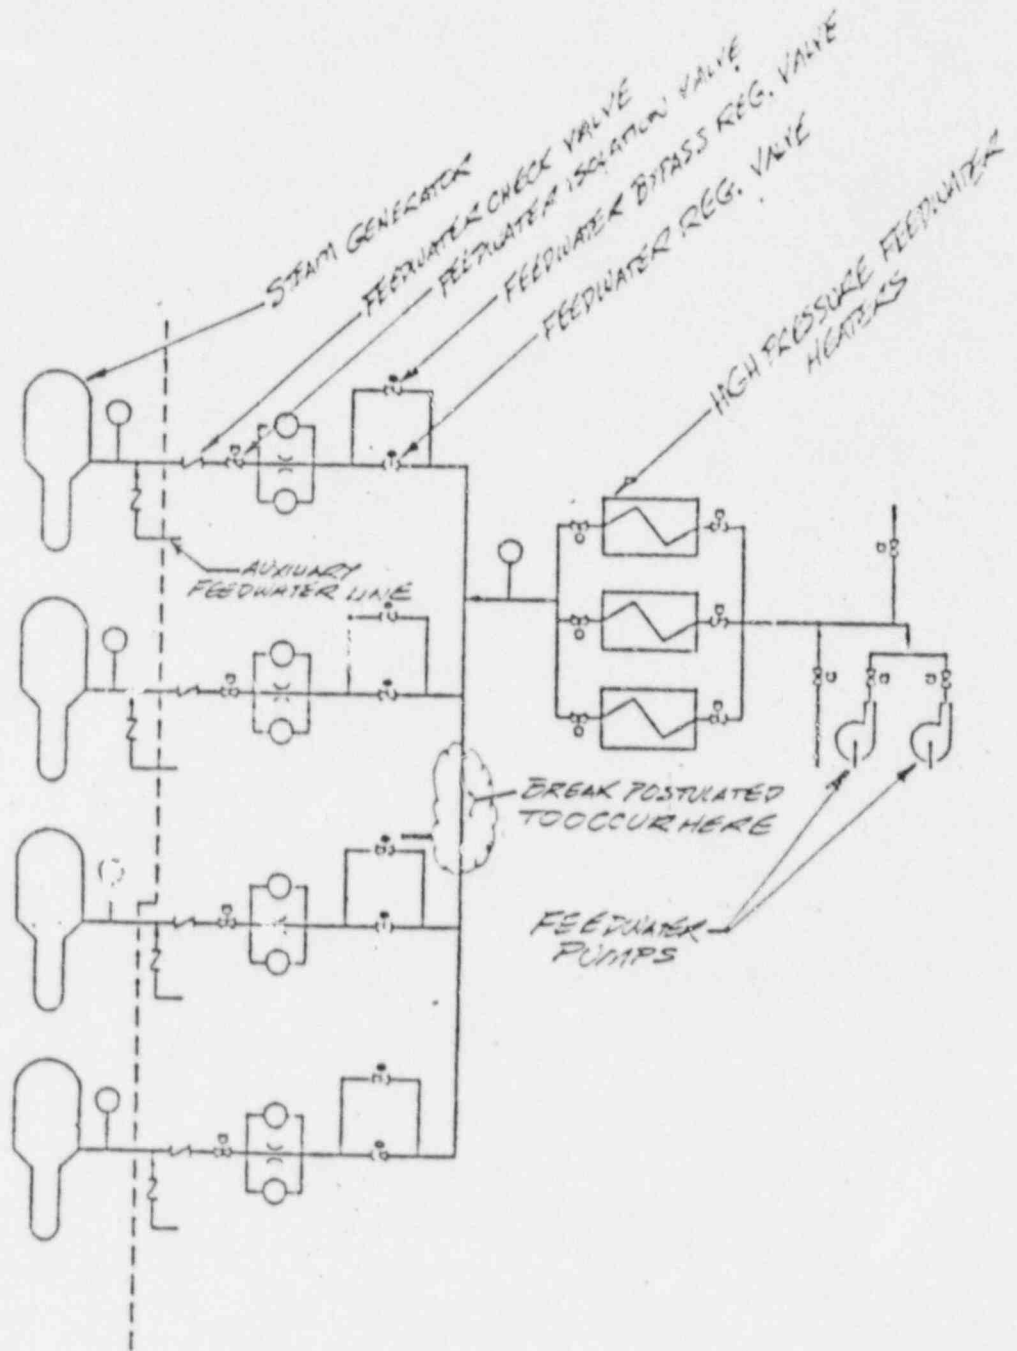 STEAM GENERATOR
FEEDWATER CHECK VALVE
FEEDWATER ISOLATION VALVE
FEEDWATER BYPASS REG. VALVE
FEEDWATER REG. VALVE
HIGH PRESSURE FEEDWATER
HEATERS
AUXILIARY
FEEDWATER LINE
BREAK POSTULATED
TO OCCUR HERE
FEEDWATER
PUMPS